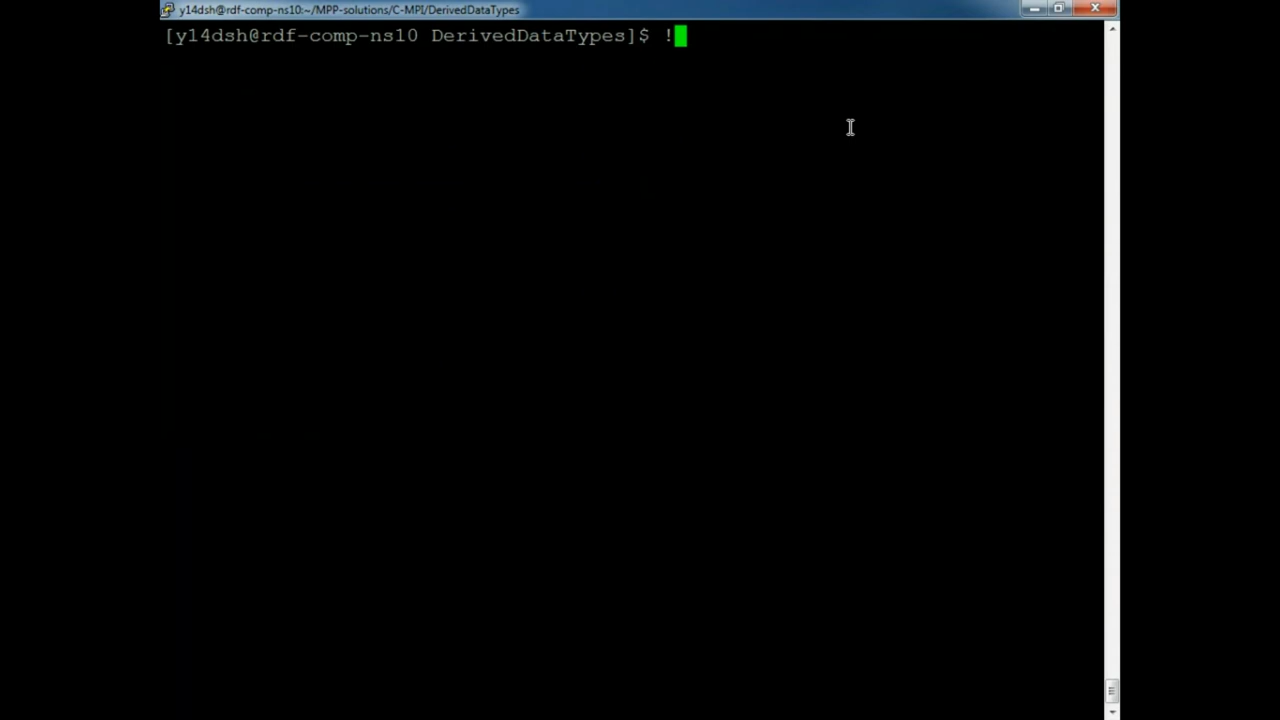 y14dsh@rdf-comp-ns10:~/MPP-solutions/C-MPI/DerivedDataTypes
[y14dsh@rdf-comp-ns10 DerivedDataTypes]$ !